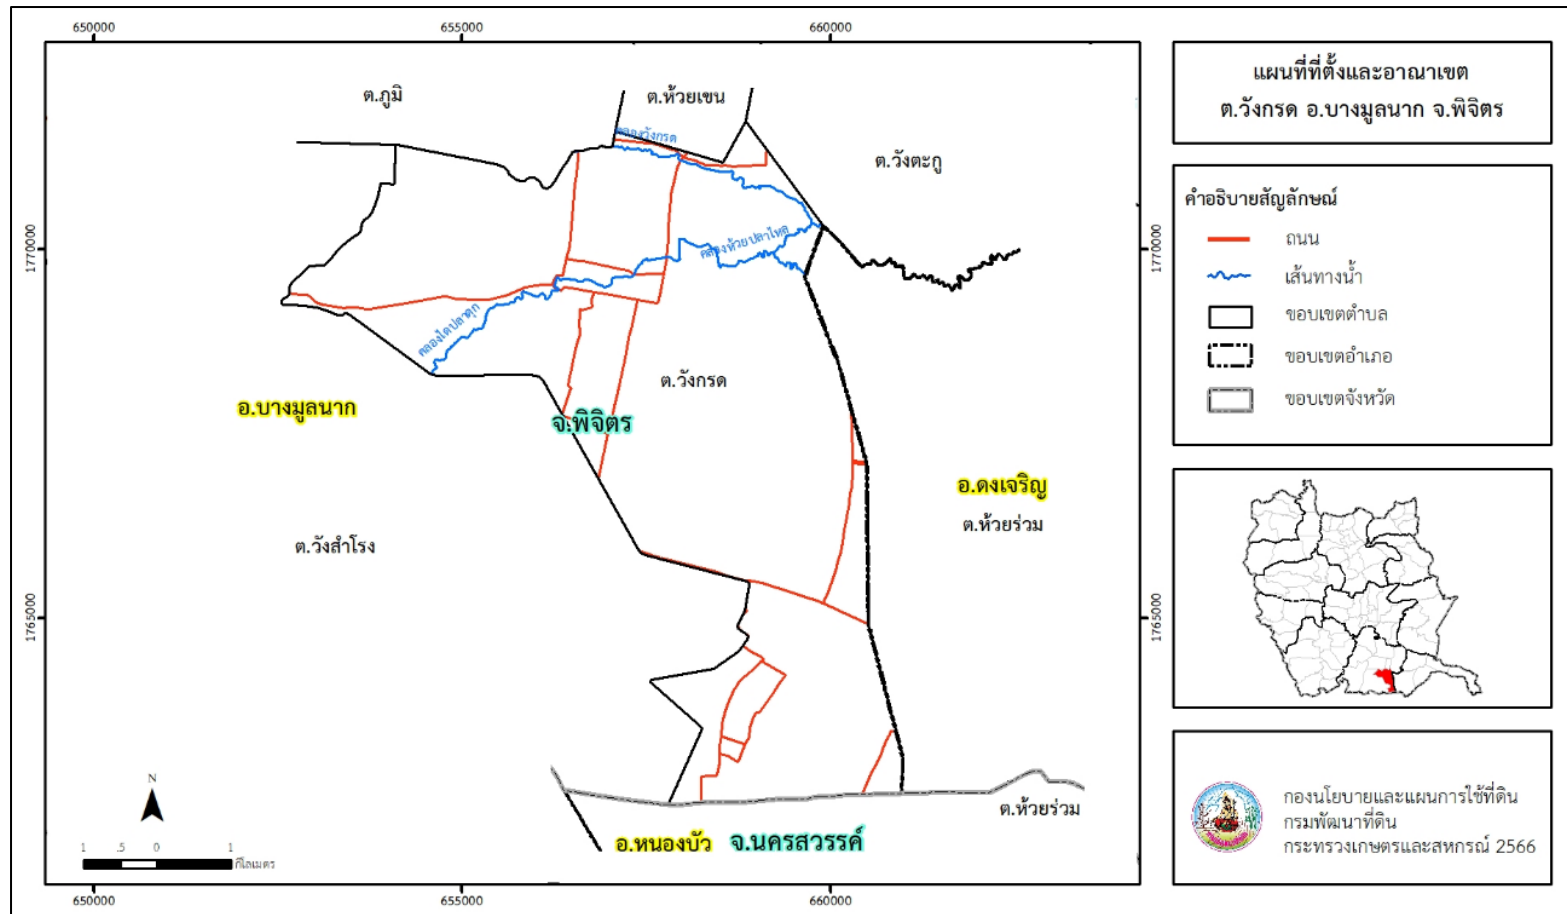 650000
655000
660000
ต.ภูมิ
ต.ห้วยเขน
คลองวังกรด
ต.วังตะกู
1770000
1770000
คลองห้วยปลาไหล
คลองไดปลาดุก
ต.วังกรด
อ.บางมูลนาก
จ.พิจิตร
อ.ดงเจริญ
ต.ห้วยร่วม
ต.วังสำโรง
1765000
1765000
N
ต.ห้วยร่วม
อ.หนองบัว
จ.นครสวรรค์
1 .5 0 1
กิโลเมตร
650000
655000
660000
แผนที่ที่ตั้งและอาณาเขต
ต.วังกรด อ.บางมูลนาก จ.พิจิตร
คำอธิบายสัญลักษณ์
ถนน
เส้นทางน้ำ
ขอบเขตตำบล
ขอบเขตอำเภอ
ขอบเขตจังหวัด
กองนโยบายและแผนการใช้ที่ดิน
กรมพัฒนาที่ดิน
กระทรวงเกษตรและสหกรณ์ 2566